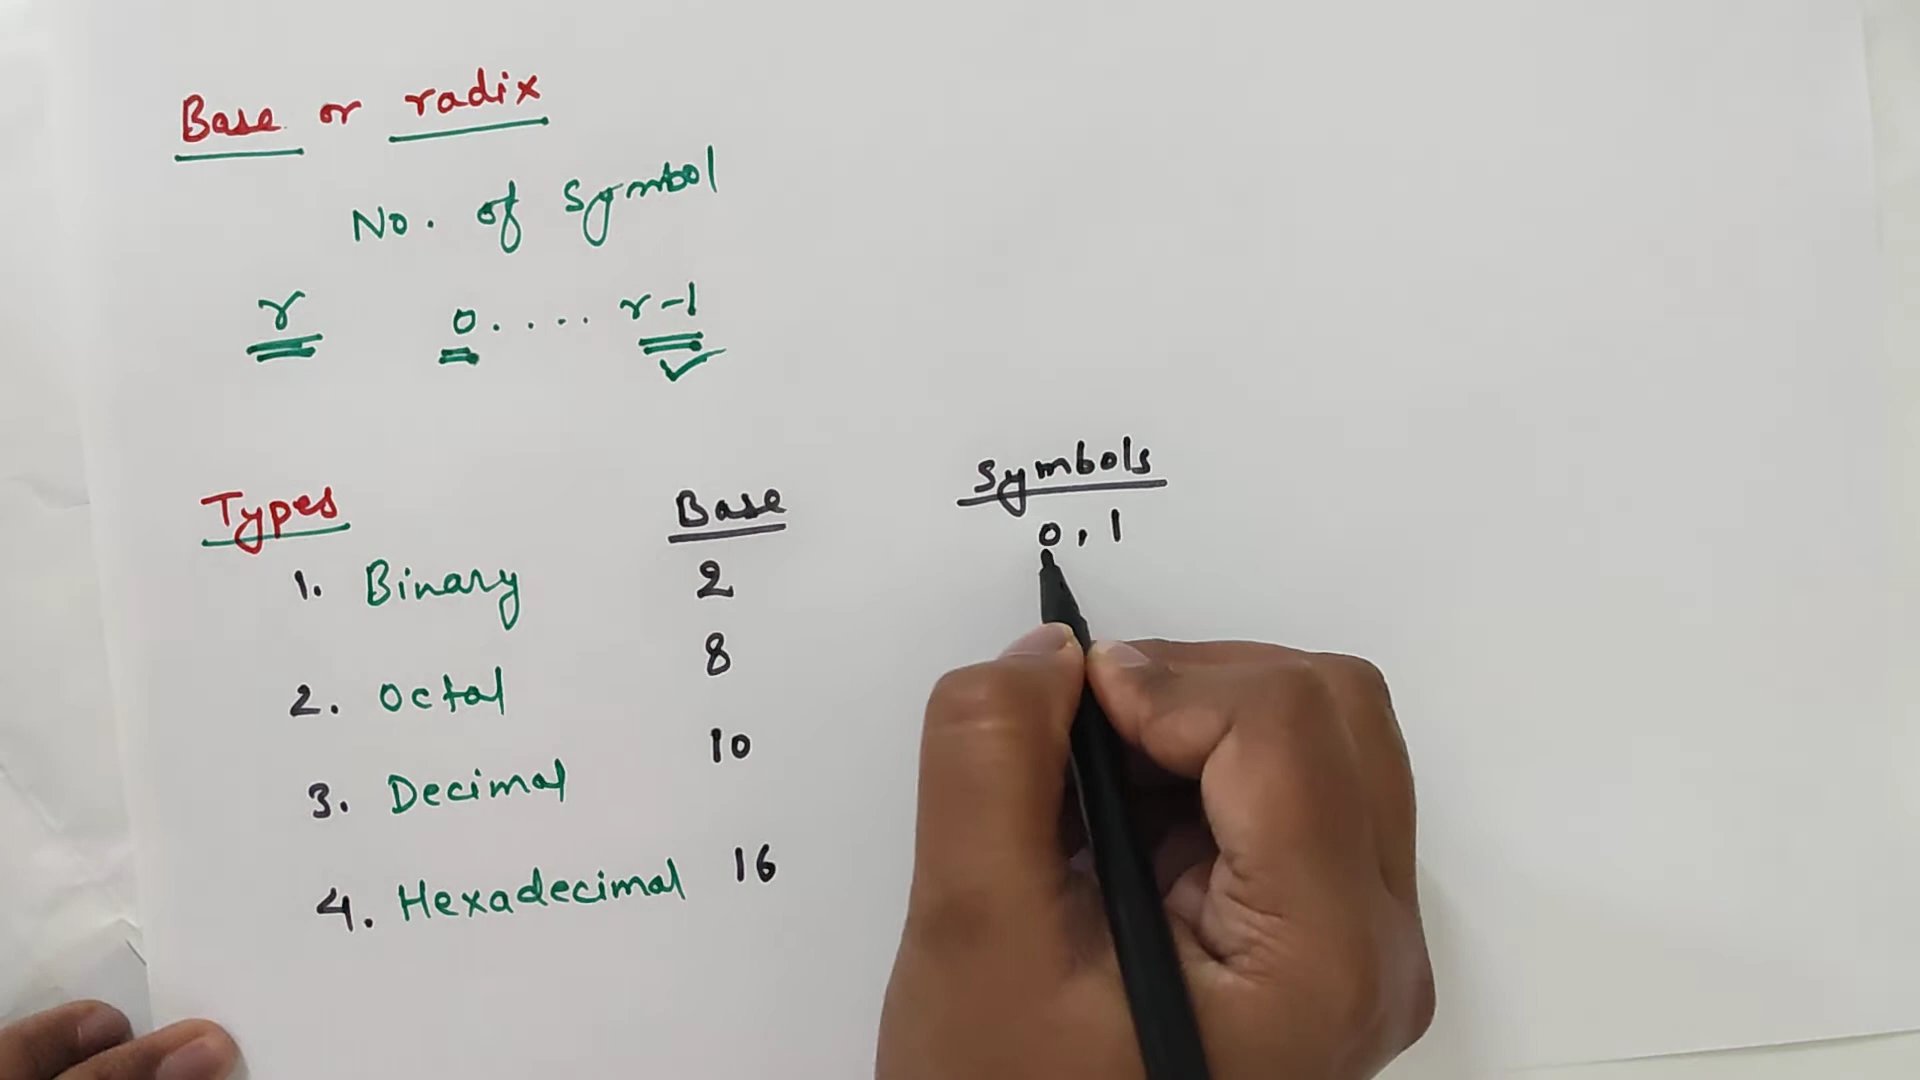 Base or radix
No. of symbol
r 0..... r-1
Types Base Symbols
1. Binary 2 0, 1
2. Octal 8
3. Decimal 10
4. Hexadecimal 16